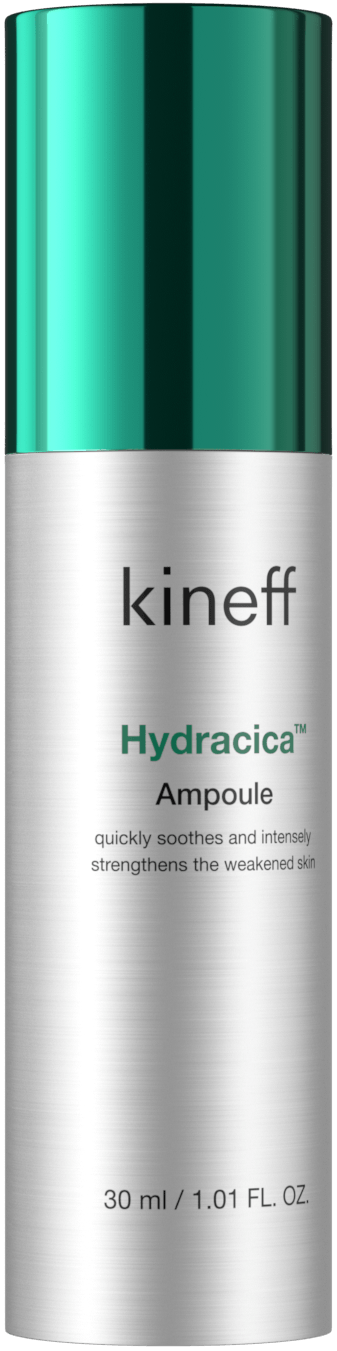 kineff
Hydracica™
Ampoule
quickly soothes and intensely
strengthens the weakened skin
30 ml / 1.01 FL. OZ.